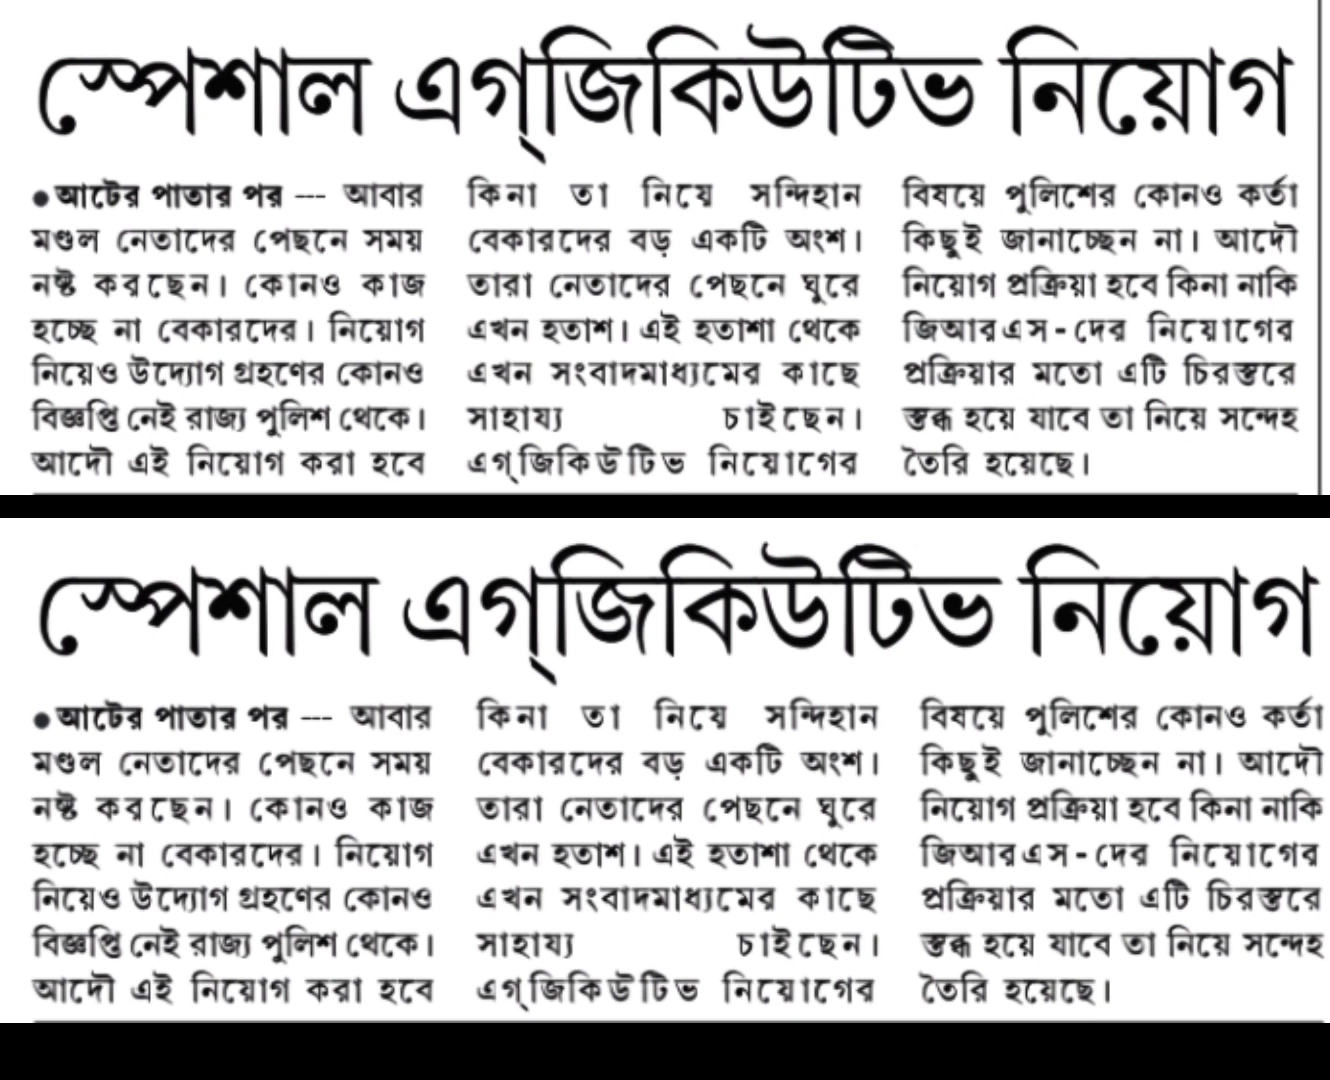 স্পেশাল এগ্‌জিকিউটিভ নিয়োগ
●আটের পাতার পর --- আবার
মণ্ডল নেতাদের পেছনে সময়
নষ্ট করছেন। কোনও কাজ
হচ্ছে না বেকারদের। নিয়োগ
নিয়েও উদ্যোগ গ্রহণের কোনও
বিজ্ঞপ্তি নেই রাজ্য পুলিশ থেকে।
আদৌ এই নিয়োগ করা হবে
কিনা তা নিয়ে সন্দিহান
বেকারদের বড় একটি অংশ।
তারা নেতাদের পেছনে ঘুরে
এখন হতাশ। এই হতাশা থেকে
এখন সংবাদমাধ্যমের কাছে
সাহায্য চাইছেন।
এগ্‌জিকিউটিভ নিয়োগের
বিষয়ে পুলিশের কোনও কর্তা
কিছুই জানাচ্ছেন না। আদৌ
নিয়োগ প্রক্রিয়া হবে কিনা নাকি
জিআরএস-দের নিয়োগের
প্রক্রিয়ার মতো এটি চিরস্তরে
স্তব্ধ হয়ে যাবে তা নিয়ে সন্দেহ
তৈরি হয়েছে।
স্পেশাল এগ্‌জিকিউটিভ নিয়োগ
●আটের পাতার পর --- আবার
মণ্ডল নেতাদের পেছনে সময়
নষ্ট করছেন। কোনও কাজ
হচ্ছে না বেকারদের। নিয়োগ
নিয়েও উদ্যোগ গ্রহণের কোনও
বিজ্ঞপ্তি নেই রাজ্য পুলিশ থেকে।
আদৌ এই নিয়োগ করা হবে
কিনা তা নিয়ে সন্দিহান
বেকারদের বড় একটি অংশ।
তারা নেতাদের পেছনে ঘুরে
এখন হতাশ। এই হতাশা থেকে
এখন সংবাদমাধ্যমের কাছে
সাহায্য চাইছেন।
এগ্‌জিকিউটিভ নিয়োগের
বিষয়ে পুলিশের কোনও কর্তা
কিছুই জানাচ্ছেন না। আদৌ
নিয়োগ প্রক্রিয়া হবে কিনা নাকি
জিআরএস-দের নিয়োগের
প্রক্রিয়ার মতো এটি চিরস্তরে
স্তব্ধ হয়ে যাবে তা নিয়ে সন্দেহ
তৈরি হয়েছে।